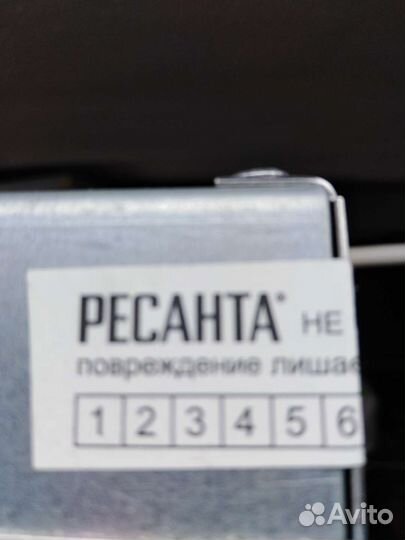 РЕСАНТА® НЕ
повреждение лишае
1 2 3 4 5 6
Avito